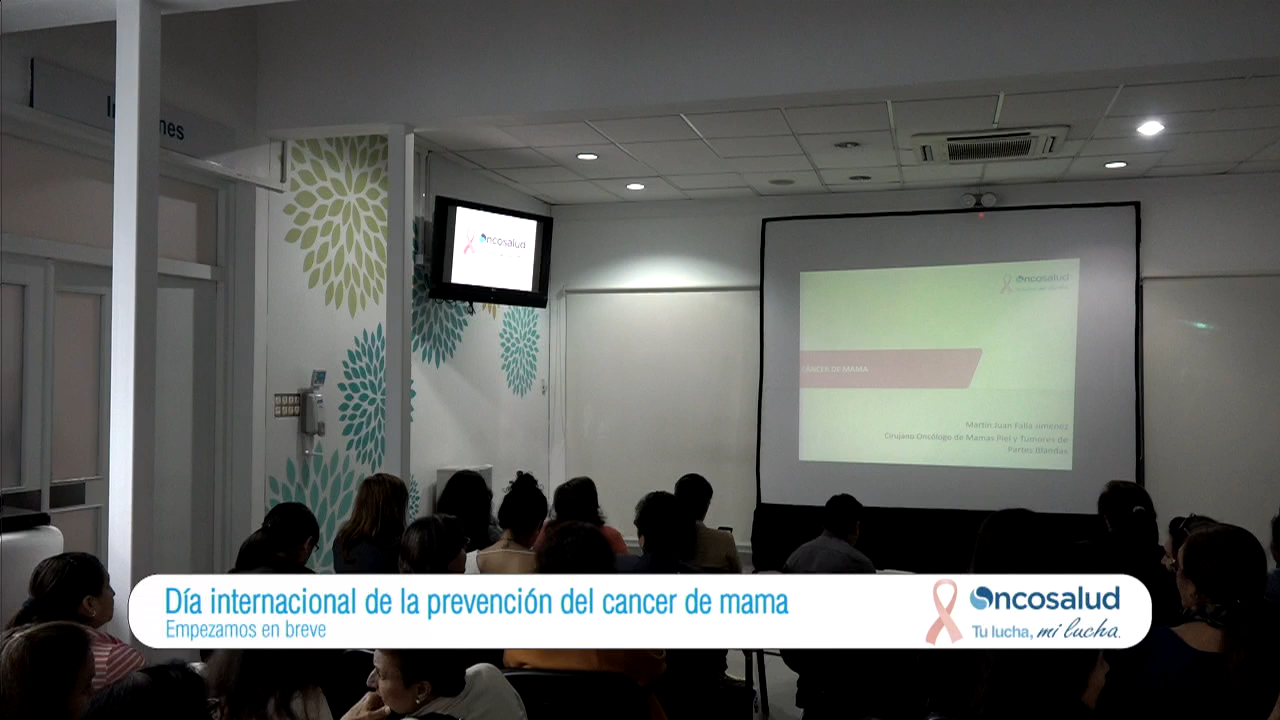 Oncosalud
Oncosalud
CÁNCER DE MAMA
Martín Juan Falla Jimenez
Cirujano Oncólogo de Mamas Piel y Tumores de
Partes Blandas
Día internacional de la prevención del cancer de mama
Empezamos en breve
Oncosalud
Tu lucha, mi lucha.